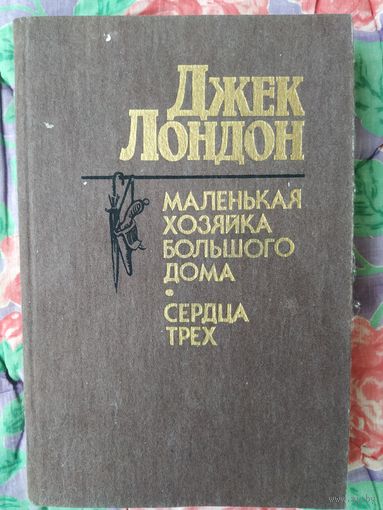 ДЖЕК
ЛОНДОН
МАЛЕНЬКАЯ
ХОЗЯЙКА
БОЛЬШОГО
ДОМА
•
СЕРДЦА
ТРЕХ